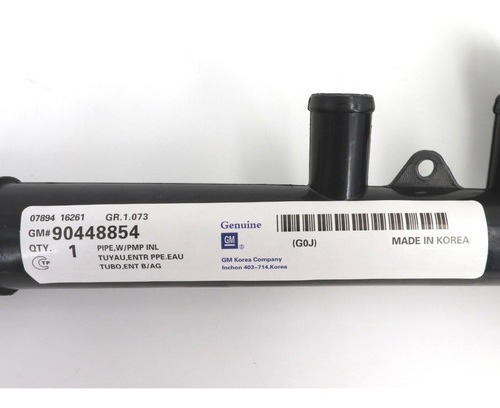 07894 16261 GR.1.073
GM# 90448854
QTY. 1 PIPE,W/PMP INL
TUYAU,ENTR PPE.EAU
TUBO,ENT B/AG
TP
Genuine
GM
GM Korea Company
Inchon 403-714,Korea
(G0J)
MADE IN KOREA